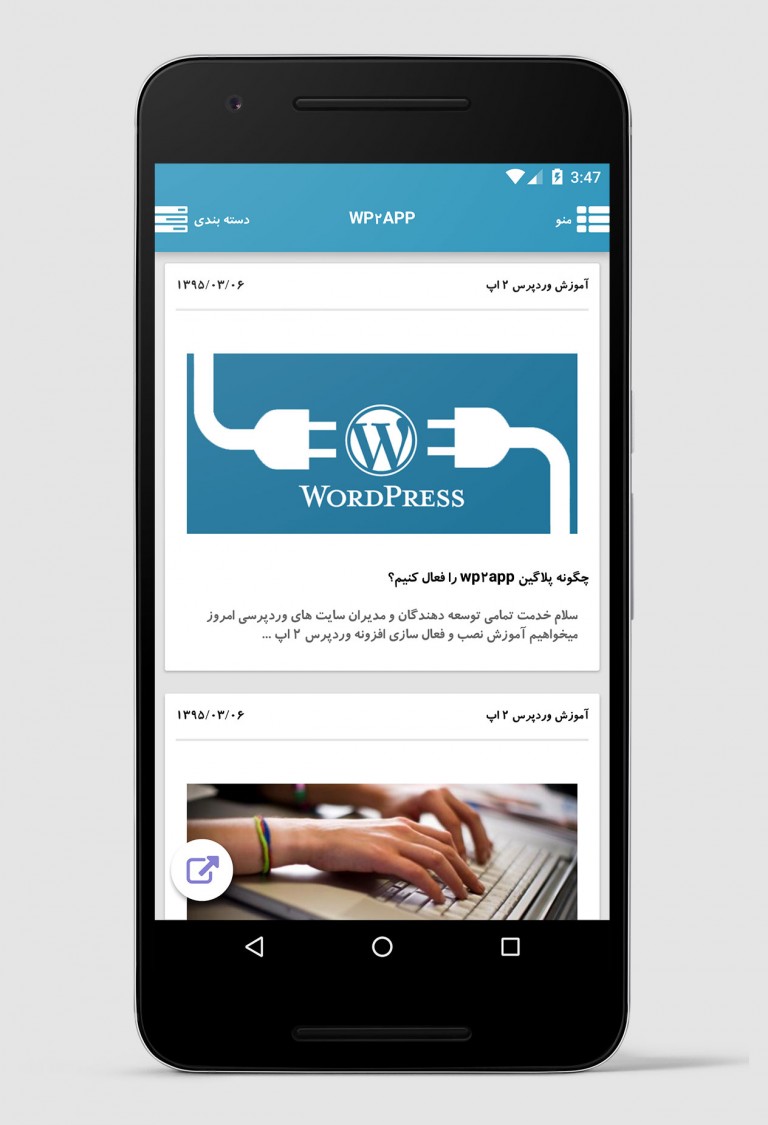 3:47
منو
WP۲APP
دسته بندی
آموزش وردپرس ۲ اپ
۱۳۹۵/۰۳/۰۶
WORDPRESS
چگونه پلاگین wp۲app را فعال کنیم؟
سلام خدمت تمامی توسعه دهندگان و مدیران سایت های وردپرسی امروز
میخواهیم آموزش نصب و فعال سازی افزونه وردپرس ۲ اپ ...
آموزش وردپرس ۲ اپ
۱۳۹۵/۰۳/۰۶